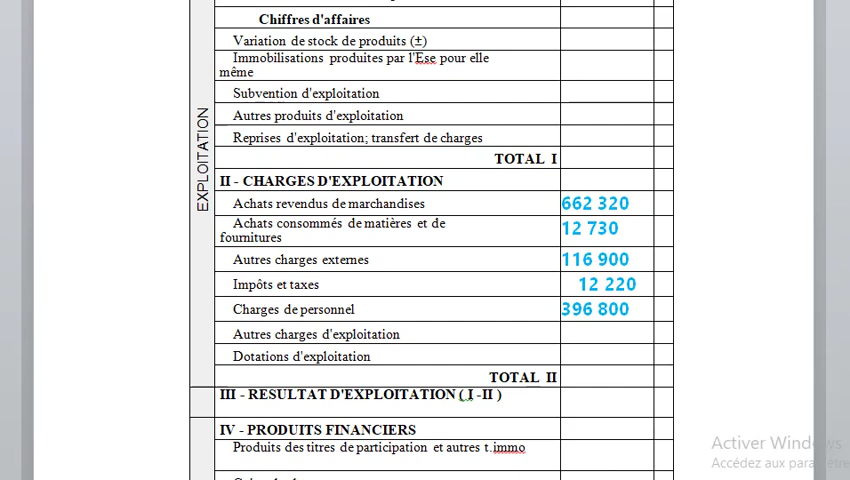 Chiffres d'affaires
Variation de stock de produits (±)
Immobilisations produites par l'Ese pour elle
même
Subvention d'exploitation
Autres produits d'exploitation
Reprises d'exploitation; transfert de charges
TOTAL I
EXPLOITATION
II - CHARGES D'EXPLOITATION
Achats revendus de marchandises 662 320
Achats consommés de matières et de
fournitures 12 730
Autres charges externes 116 900
Impôts et taxes 12 220
Charges de personnel 396 800
Autres charges d'exploitation
Dotations d'exploitation
TOTAL II
III - RESULTAT D'EXPLOITATION ( I -II )
IV - PRODUITS FINANCIERS
Produits des titres de participation et autres t.immo
Activer Windows
Accédez aux paramètre